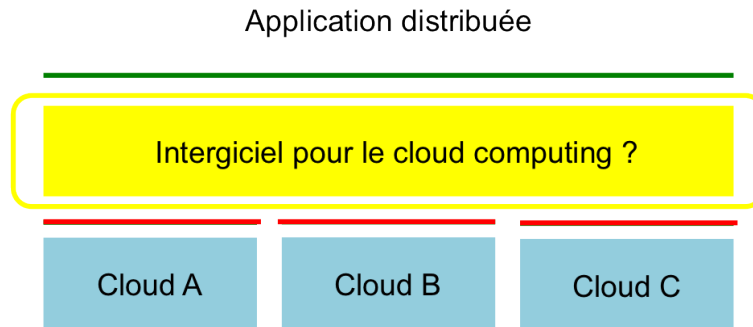 Application distribuée
Intergiciel pour le cloud computing ?
Cloud A
Cloud B
Cloud C